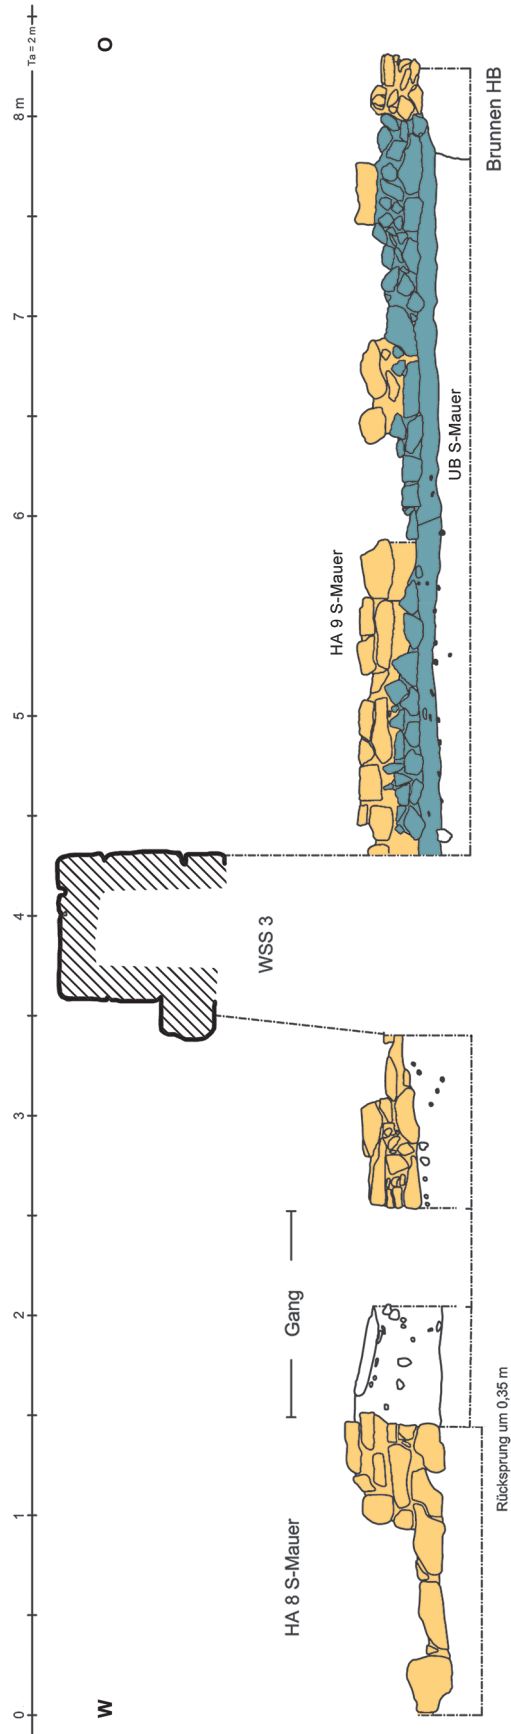 0 1 2 3 4 5 6 7 8 m
Ta = 2 m
W
O
WSS 3
HA 8 S-Mauer
Gang
HA 9 S-Mauer
UB S-Mauer
Brunnen HB
Rücksprung um 0,35 m